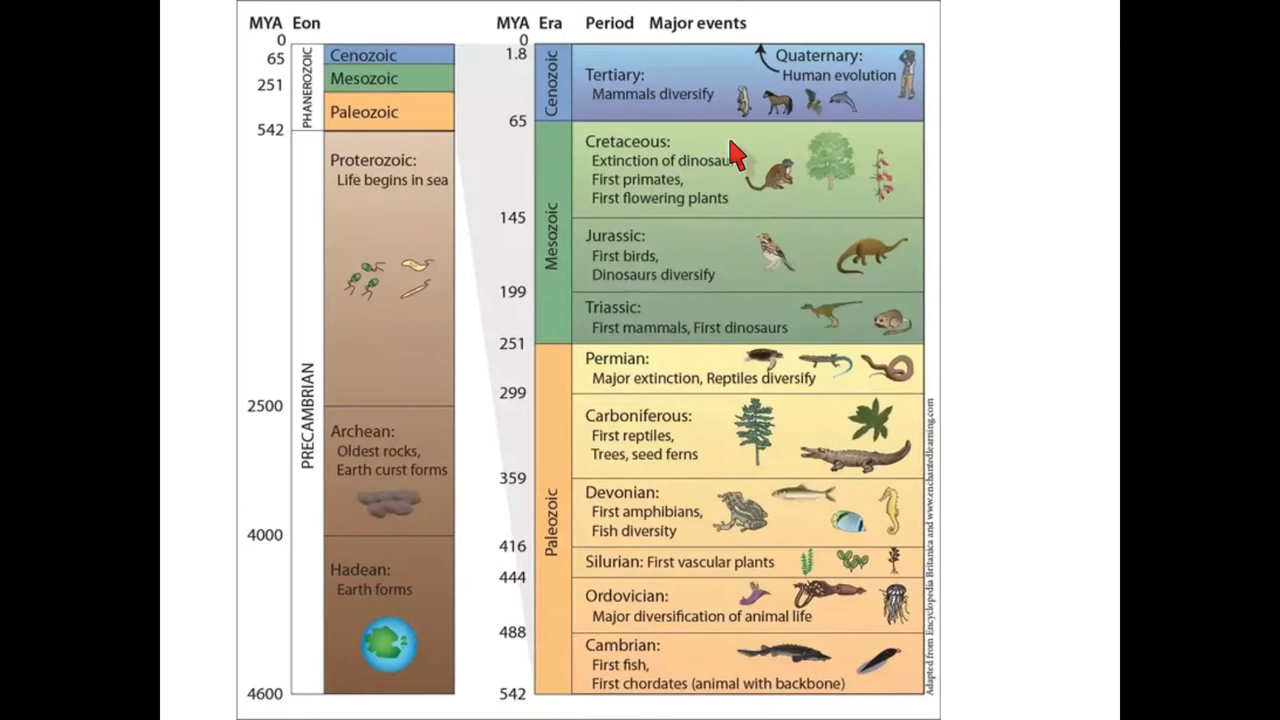 MYA Eon
0
65
251
542
2500
4000
4600
PHANEROZOIC
PRECAMBRIAN
Cenozoic
Mesozoic
Paleozoic
Proterozoic:
Life begins in sea
Archean:
Oldest rocks,
Earth curst forms
Hadean:
Earth forms
MYA Era Period Major events
0
1.8
65
145
199
251
299
359
416
444
488
542
Cenozoic
Mesozoic
Paleozoic
Quaternary:
Human evolution
Tertiary:
Mammals diversify
Cretaceous:
Extinction of
First primates,
First flowering plants
Jurassic:
First birds,
Dinosaurs diversify
Triassic:
First mammals, First dinosaurs
Permian:
Major extinction, Reptiles diversify
Carboniferous:
First reptiles,
Trees, seed ferns
Devonian:
First amphibians,
Fish diversity
Silurian: First vascular plants
Ordovician:
Major diversification of animal life
Cambrian:
First fish,
First chordates (animal with backbone)
Adapted from Encyclopedia Britanica and www.enchantedlearning.com